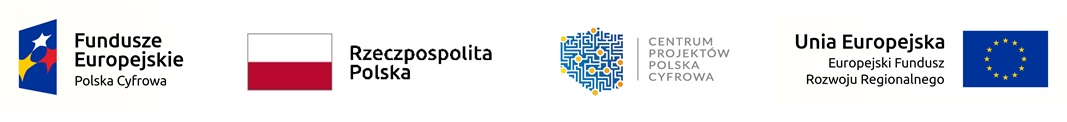 Fundusze
Europejskie
Polska Cyfrowa
Rzeczpospolita
Polska
CENTRUM
PROJEKTÓW
POLSKA
CYFROWA
Unia Europejska
Europejski Fundusz
Rozwoju Regionalnego